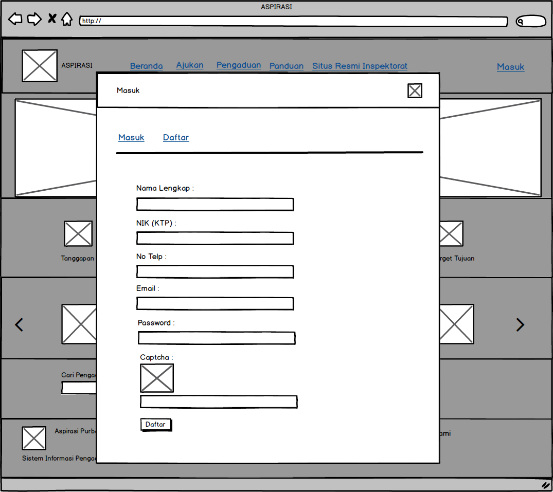 ASPIRASI
http://
ASPIRASI
Beranda Ajukan Pengaduan Panduan Situs Resmi Inspektorat Masuk
Masuk
Masuk Daftar
Nama Lengkap :
NIK (KTP) :
No Telp :
Email :
Password :
Captcha :
Daftar
Tanggapan
rget Tujuan
Cari Pengad
Aspirasi Purb
ami
Sistem Informasi Pengad